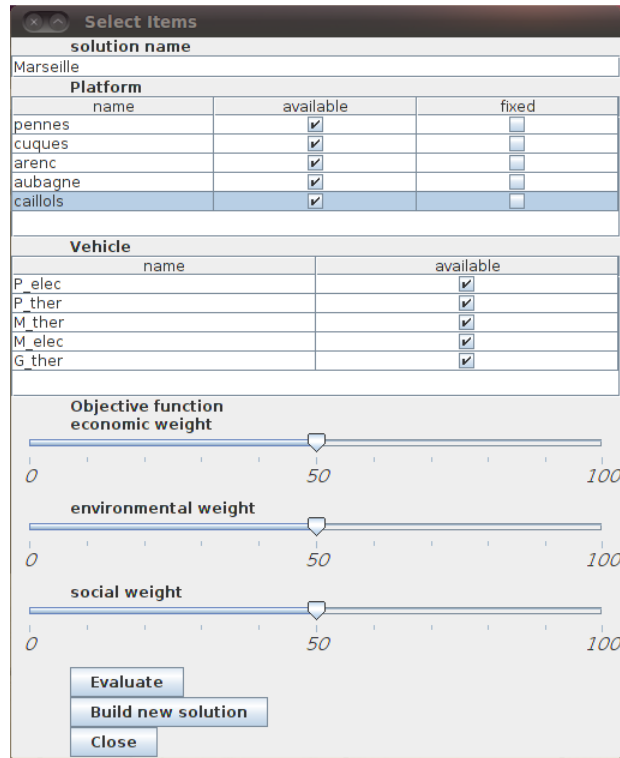 Select Items
solution name
Marseille
Platform
name available fixed
pennes
cuques
arenc
aubagne
caillols
Vehicle
name available
P_elec
P_ther
M_ther
M_elec
G_ther
Objective function
economic weight
0 50 100
environmental weight
0 50 100
social weight
0 50 100
Evaluate
Build new solution
Close